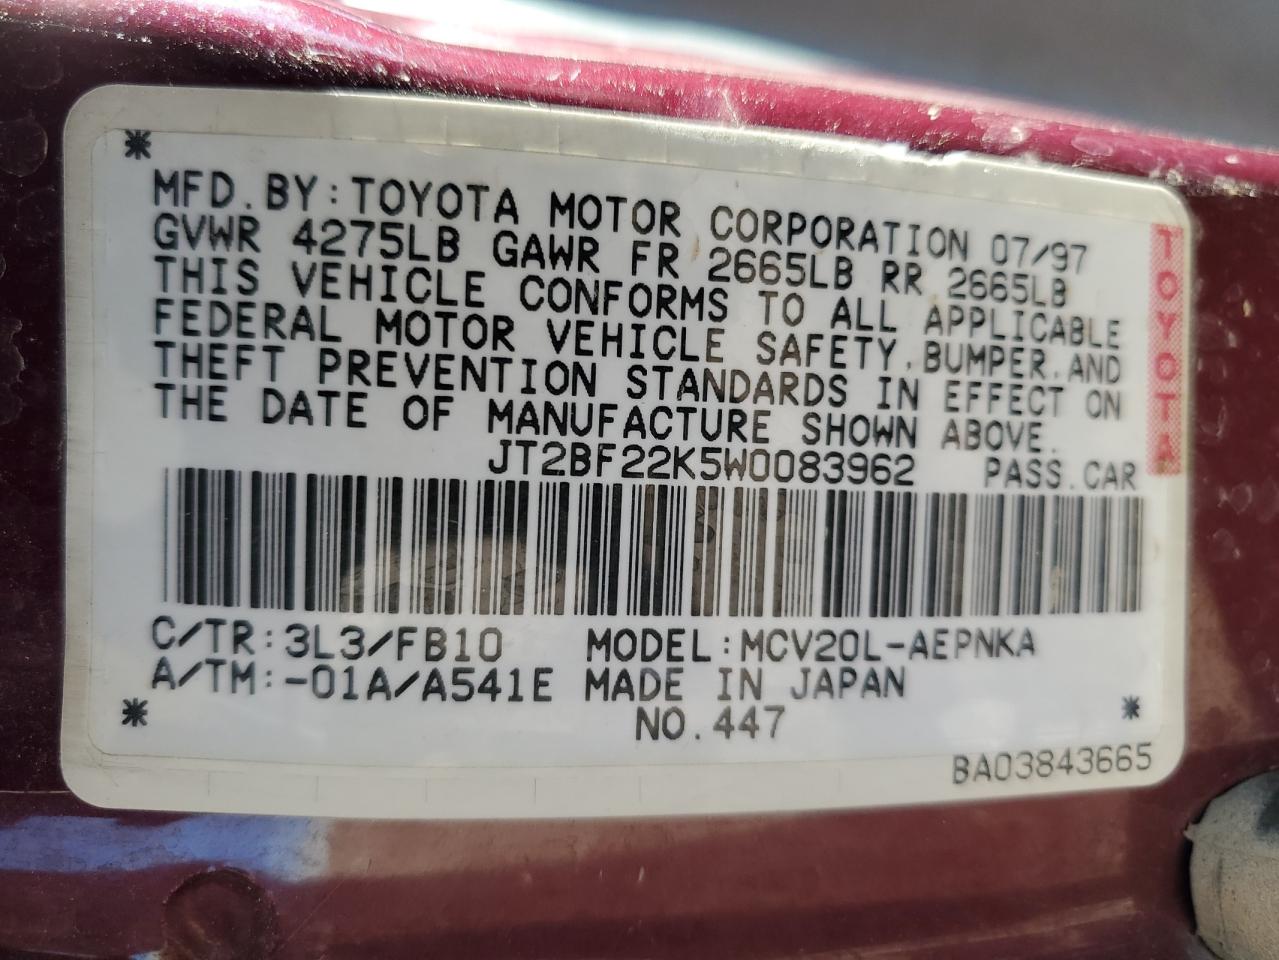 MFD.BY:TOYOTA MOTOR CORPORATION 07/97
GVWR 4275LB GAWR FR 2665LB RR 2665LB
THIS VEHICLE CONFORMS TO ALL APPLICABLE
FEDERAL MOTOR VEHICLE SAFETY,BUMPER,AND
THEFT PREVENTION STANDARDS IN EFFECT ON
THE DATE OF MANUFACTURE SHOWN ABOVE.
JT2BF22K5W0083962 PASS.CAR
C/TR:3L3/FB10 MODEL:MCV20L-AEPNKA
A/TM:-01A/A541E MADE IN JAPAN
NO.447
BA03843665
TOYOTA